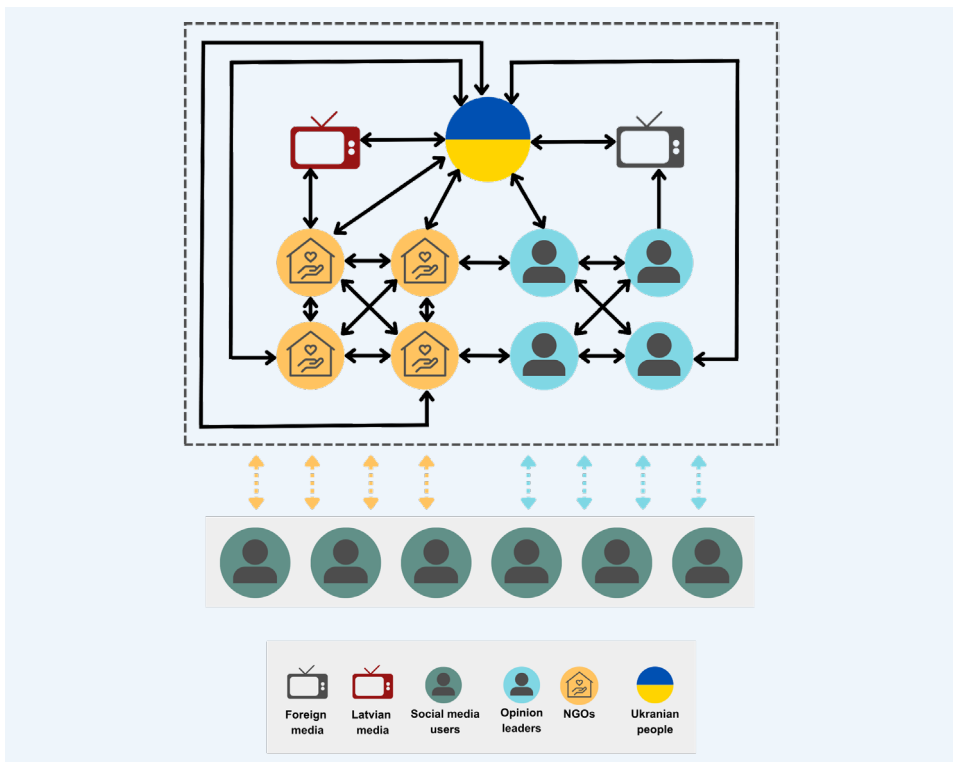 Foreign
media
Latvian
media
Social media
users
Opinion
leaders
NGOs
Ukranian
people